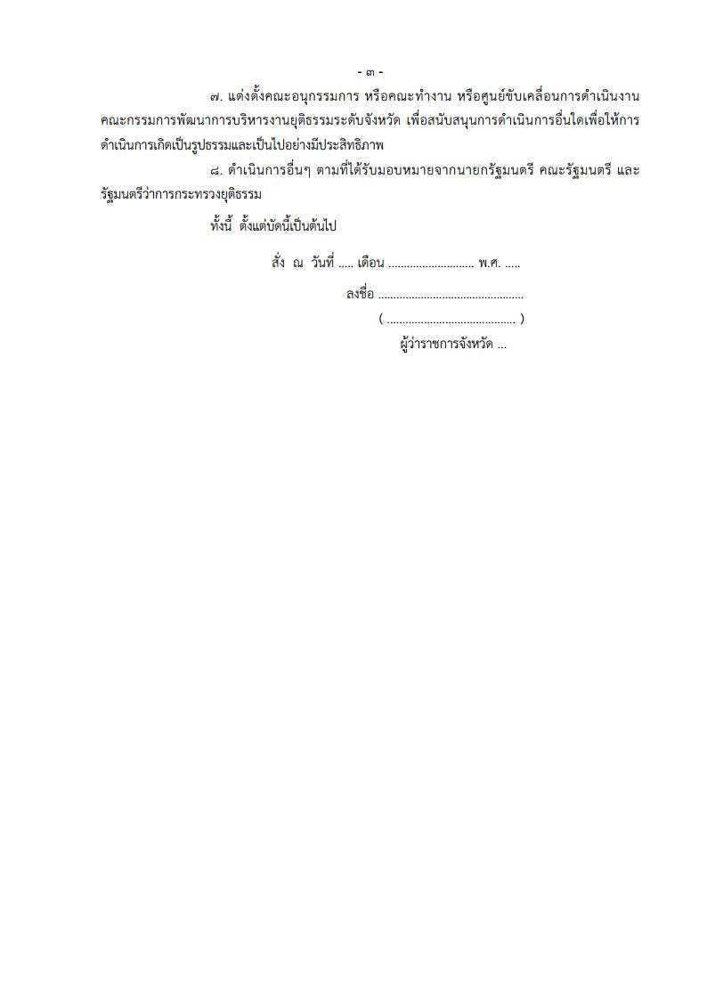 - ๓ -
๗. แต่งตั้งคณะอนุกรรมการ หรือคณะทำงาน หรือศูนย์ขับเคลื่อนการดำเนินงาน
คณะกรรมการพัฒนาการบริหารงานยุติธรรมระดับจังหวัด เพื่อสนับสนุนการดำเนินการอื่นใดเพื่อให้การ
ดำเนินการเกิดเป็นรูปธรรมและเป็นไปอย่างมีประสิทธิภาพ
๘. ดำเนินการอื่นๆ ตามที่ได้รับมอบหมายจากนายกรัฐมนตรี คณะรัฐมนตรี และ
รัฐมนตรีว่าการกระทรวงยุติธรรม
ทั้งนี้ ตั้งแต่บัดนี้เป็นต้นไป
สั่ง ณ วันที่ ..... เดือน ............................ พ.ศ. .....
ลงชื่อ ................................................
( .......................................... )
ผู้ว่าราชการจังหวัด ...